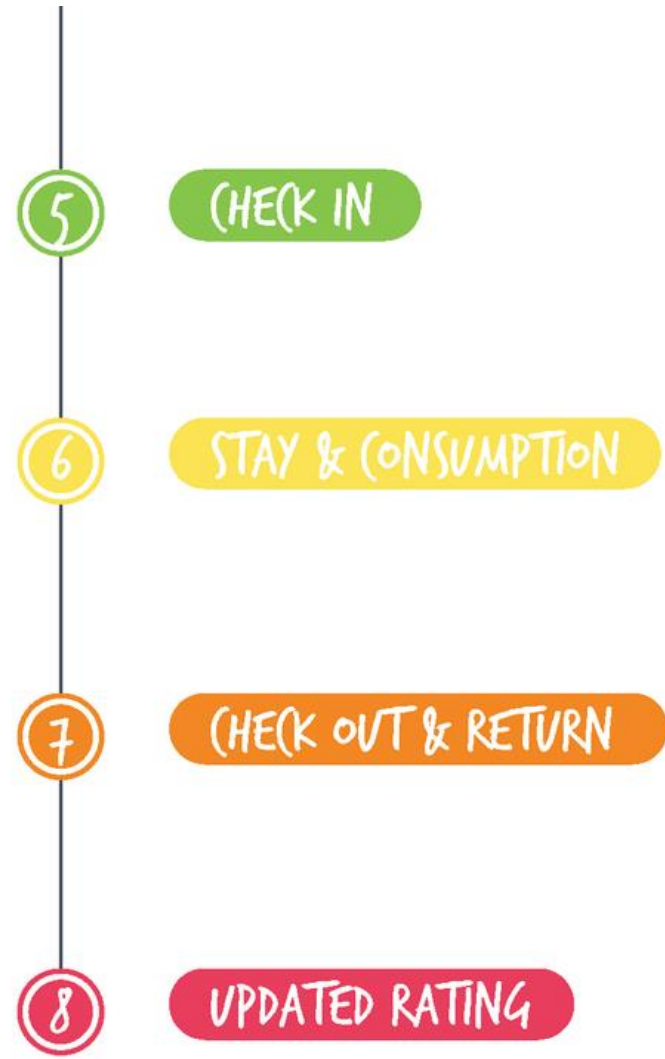 5 CHECK IN
6 STAY & CONSUMPTION
7 CHECK OUT & RETURN
8 UPDATED RATING